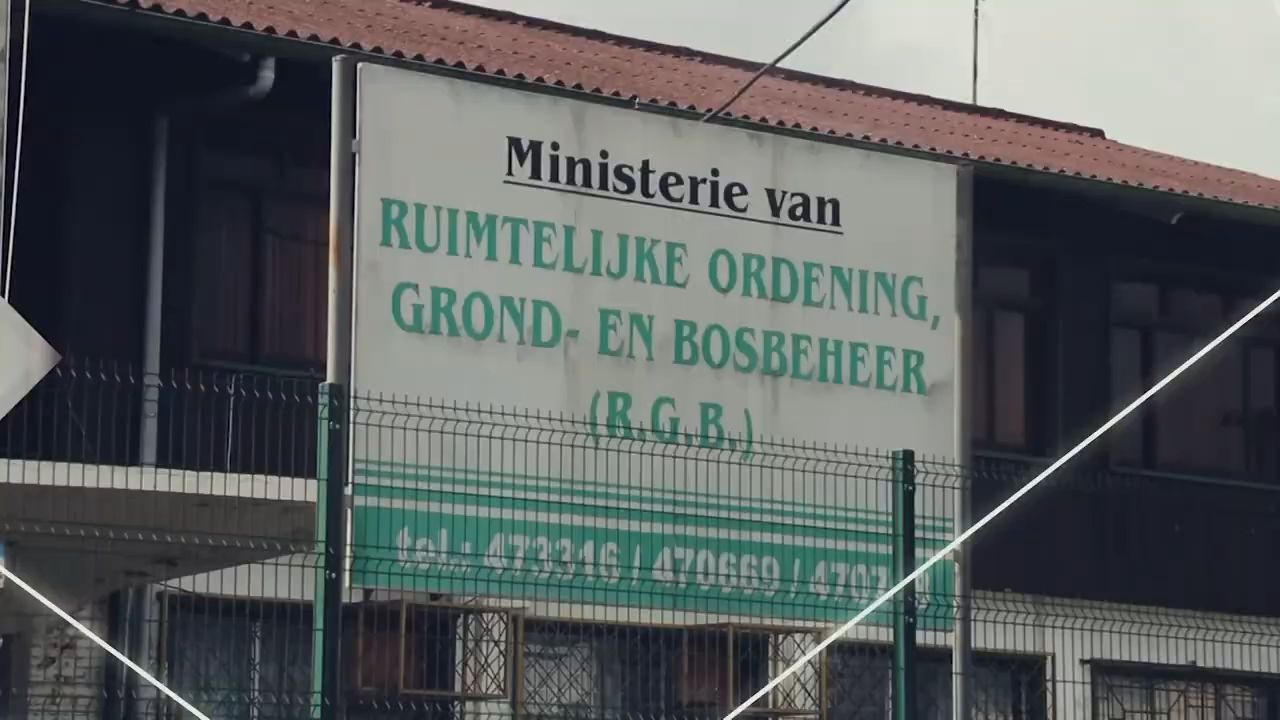 Ministerie van
RUIMTELIJKE ORDENING,
GROND- EN BOSBEHEER
(R.G.B.)
tel.: 473316 / 470669 /